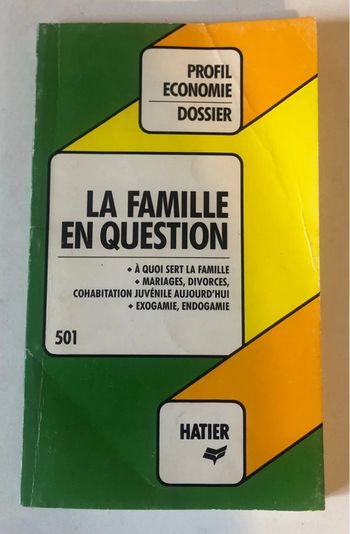 PROFIL
ECONOMIE
DOSSIER
LA FAMILLE
EN QUESTION
◆ À QUOI SERT LA FAMILLE
◆ MARIAGES, DIVORCES,
COHABITATION JUVÉNILE AUJOURD'HUI
◆ EXOGAMIE, ENDOGAMIE
501
HATIER